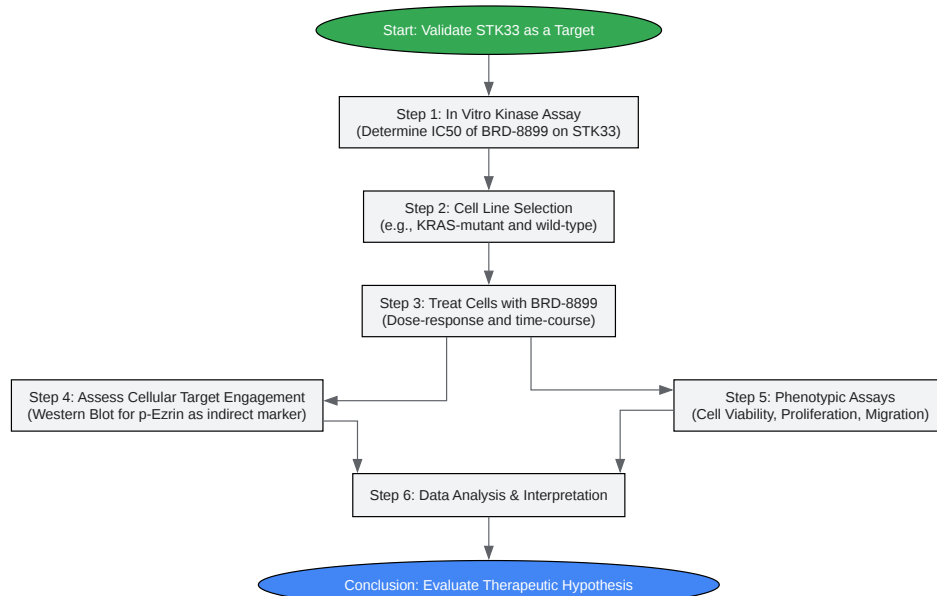 Start: Validate STK33 as a Target
Step 1: In Vitro Kinase Assay
(Determine IC50 of BRD-8899 on STK33)
Step 2: Cell Line Selection
(e.g., KRAS-mutant and wild-type)
Step 3: Treat Cells with BRD-8899
(Dose-response and time-course)
Step 4: Assess Cellular Target Engagement
(Western Blot for p-Ezrin as indirect marker)
Step 5: Phenotypic Assays
(Cell Viability, Proliferation, Migration)
Step 6: Data Analysis & Interpretation
Conclusion: Evaluate Therapeutic Hypothesis